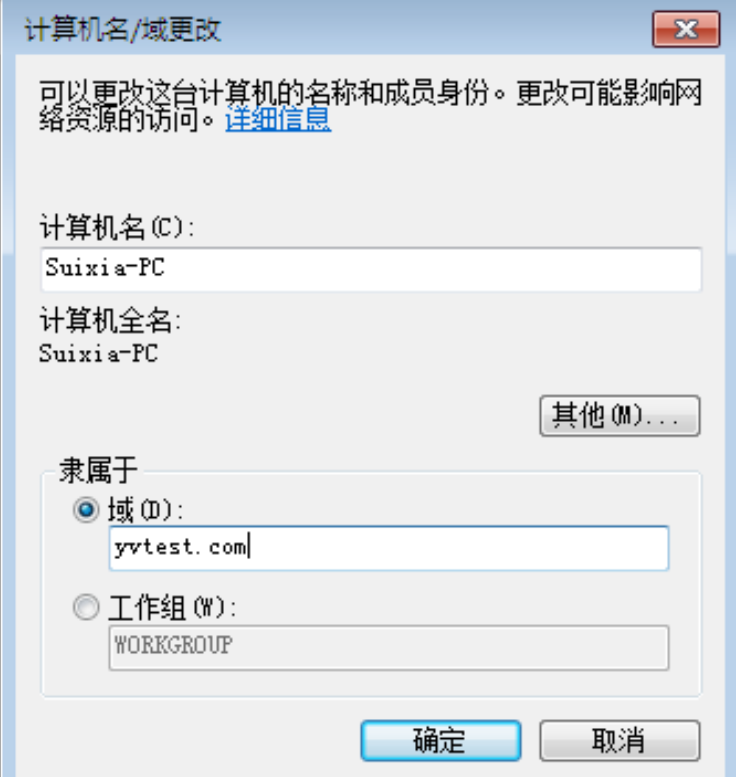 计算机名/域更改
可以更改这台计算机的名称和成员身份。更改可能影响网
络资源的访问。详细信息
计算机名(C):
Suixia-PC
计算机全名:
Suixia-PC
其他(M)...
隶属于
域(D):
yvtest.com
工作组(W):
WORKGROUP
确定
取消